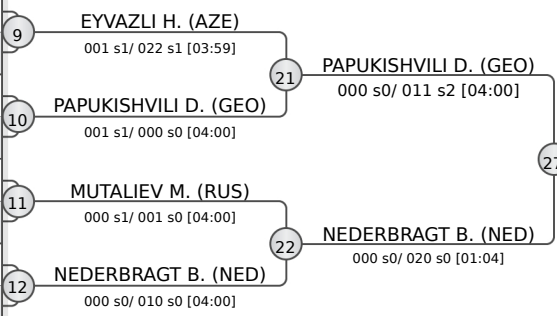 9
EYVAZLI H. (AZE)
001 s1/ 022 s1 [03:59]
21
PAPUKISHVILI D. (GEO)
000 s0/ 011 s2 [04:00]
10
PAPUKISHVILI D. (GEO)
001 s1/ 000 s0 [04:00]
27
11
MUTALIEV M. (RUS)
000 s1/ 001 s0 [04:00]
22
NEDERBRAGT B. (NED)
000 s0/ 020 s0 [01:04]
12
NEDERBRAGT B. (NED)
000 s0/ 010 s0 [04:00]